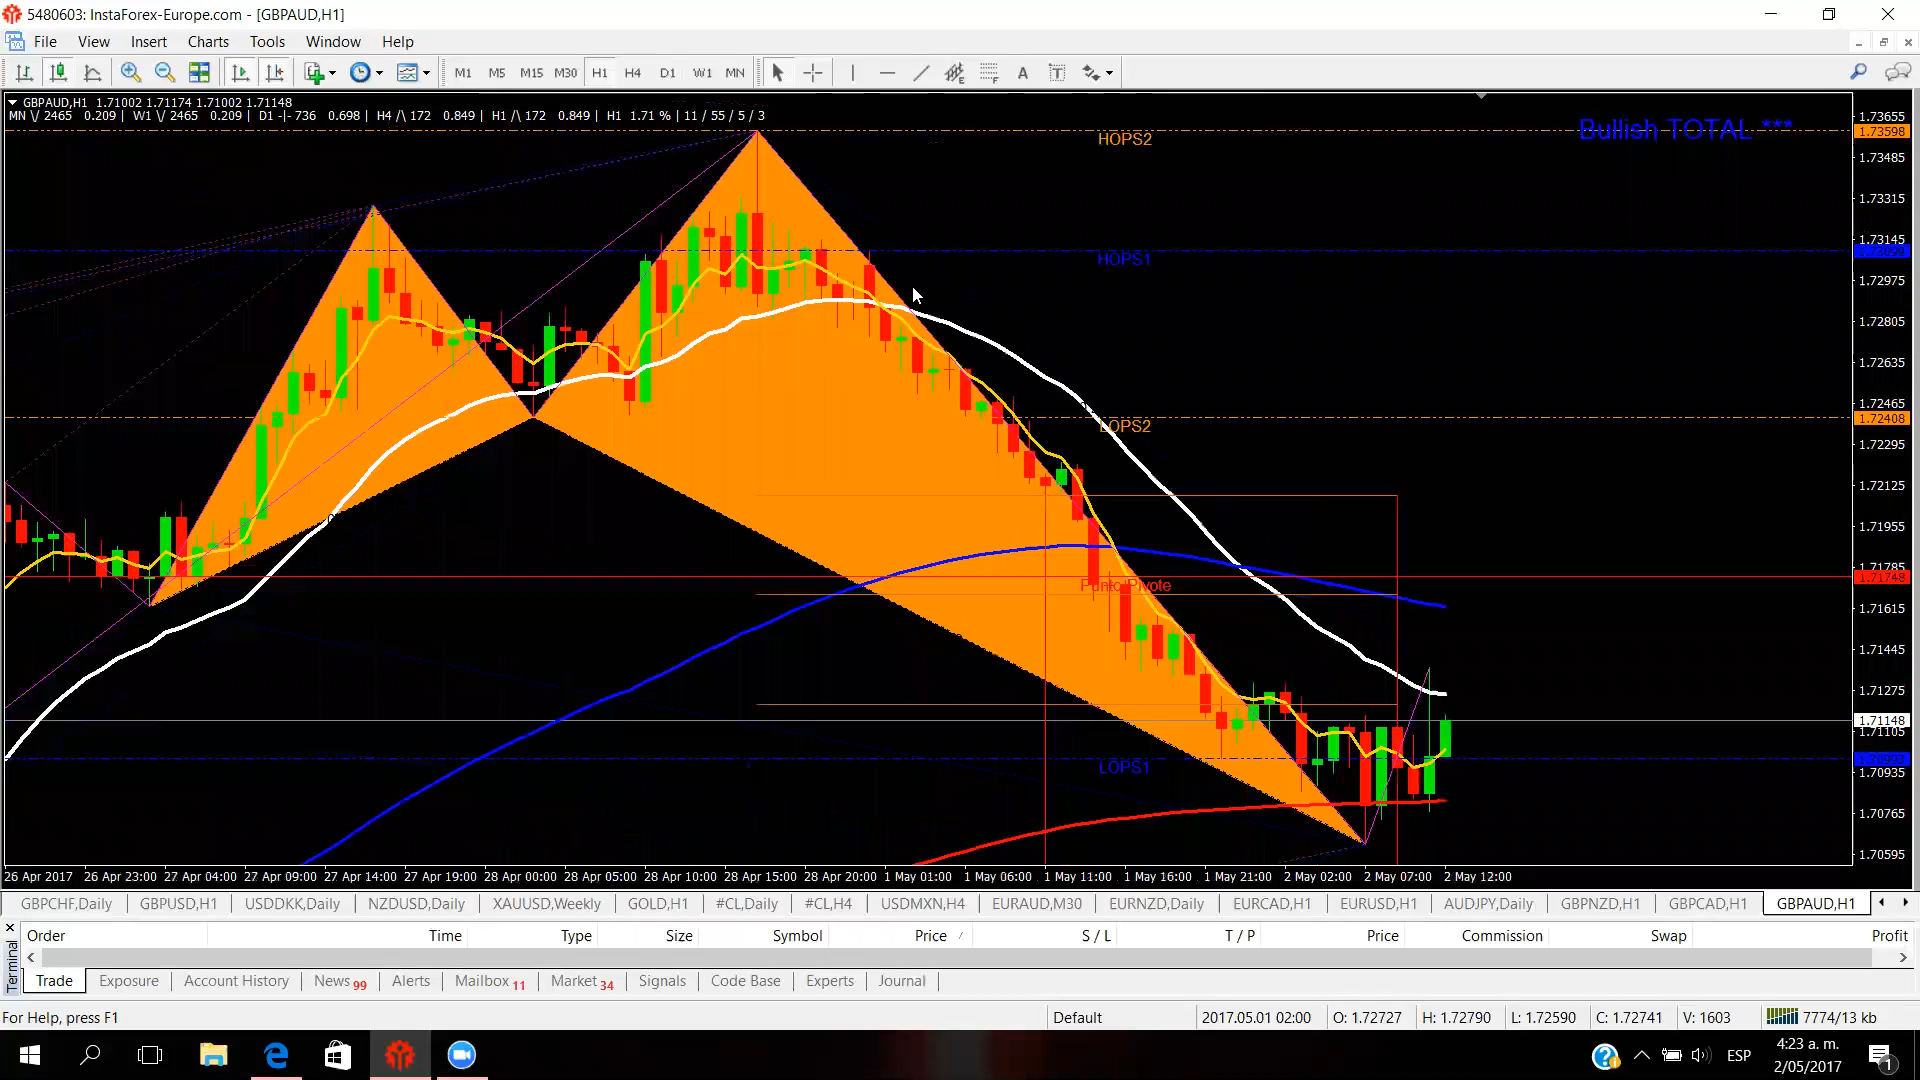 5480603: InstaForex-Europe.com - [GBPAUD,H1]
File View Insert Charts Tools Window Help
M1 M5 M15 M30 H1 H4 D1 W1 MN
GBPAUD,H1 1.71002 1.71174 1.71002 1.71148
MN \/ 2465 0.209 | W1 \/ 2465 0.209 | D1 -|- 736 0.698 | H4 /\ 172 0.849 | H1 /\ 172 0.849 | H1 1.71 % | 11 / 55 / 5 / 3
Bullish TOTAL ***
HOPS2
HOPS1
LOPS2
Punto Pivote
LOPS1
1.73655
1.73598
1.73485
1.73315
1.73145
1.72975
1.72805
1.72635
1.72465
1.72408
1.72295
1.72125
1.71955
1.71785
1.71748
1.71615
1.71445
1.71275
1.71148
1.71105
1.70935
1.70765
1.70595
26 Apr 2017 26 Apr 23:00 27 Apr 04:00 27 Apr 09:00 27 Apr 14:00 27 Apr 19:00 28 Apr 00:00 28 Apr 05:00 28 Apr 10:00 28 Apr 15:00 28 Apr 20:00 1 May 01:00 1 May 06:00 1 May 11:00 1 May 16:00 1 May 21:00 2 May 02:00 2 May 07:00 2 May 12:00
GBPCHF,Daily GBPUSD,H1 USDDKK,Daily NZDUSD,Daily XAUUSD,Weekly GOLD,H1 #CL,Daily #CL,H4 USDMXN,H4 EURAUD,M30 EURNZD,Daily EURCAD,H1 EURUSD,H1 AUDJPY,Daily GBPNZD,H1 GBPCAD,H1 GBPAUD,H1
Order Time Type Size Symbol Price / S / L T / P Price Commission Swap Profit
Terminal
Trade Exposure Account History News 99 Alerts Mailbox 11 Market 34 Signals Code Base Experts Journal
For Help, press F1 Default 2017.05.01 02:00 O: 1.72727 H: 1.72790 L: 1.72590 C: 1.72741 V: 1603 7774/13 kb
ESP
4:23 a. m.
2/05/2017
1